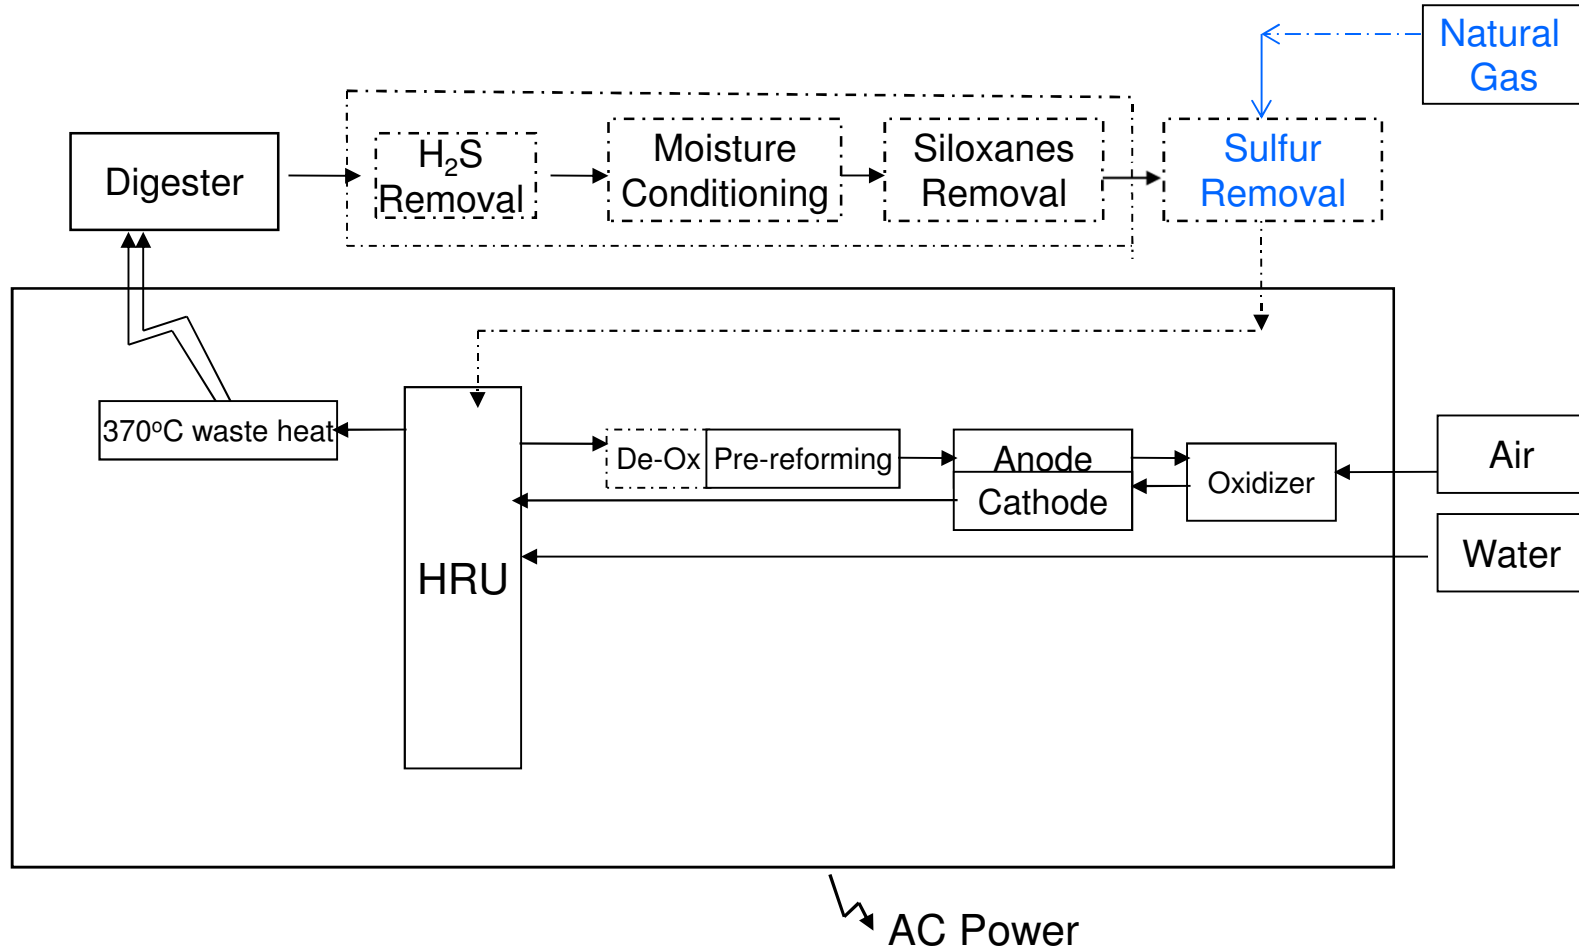 Natural
Gas
H₂S
Removal
Moisture
Conditioning
Siloxanes
Removal
Sulfur
Removal
Digester
370ºC waste heat
De-Ox
Pre-reforming
Anode
Cathode
Oxidizer
Air
Water
HRU
AC Power